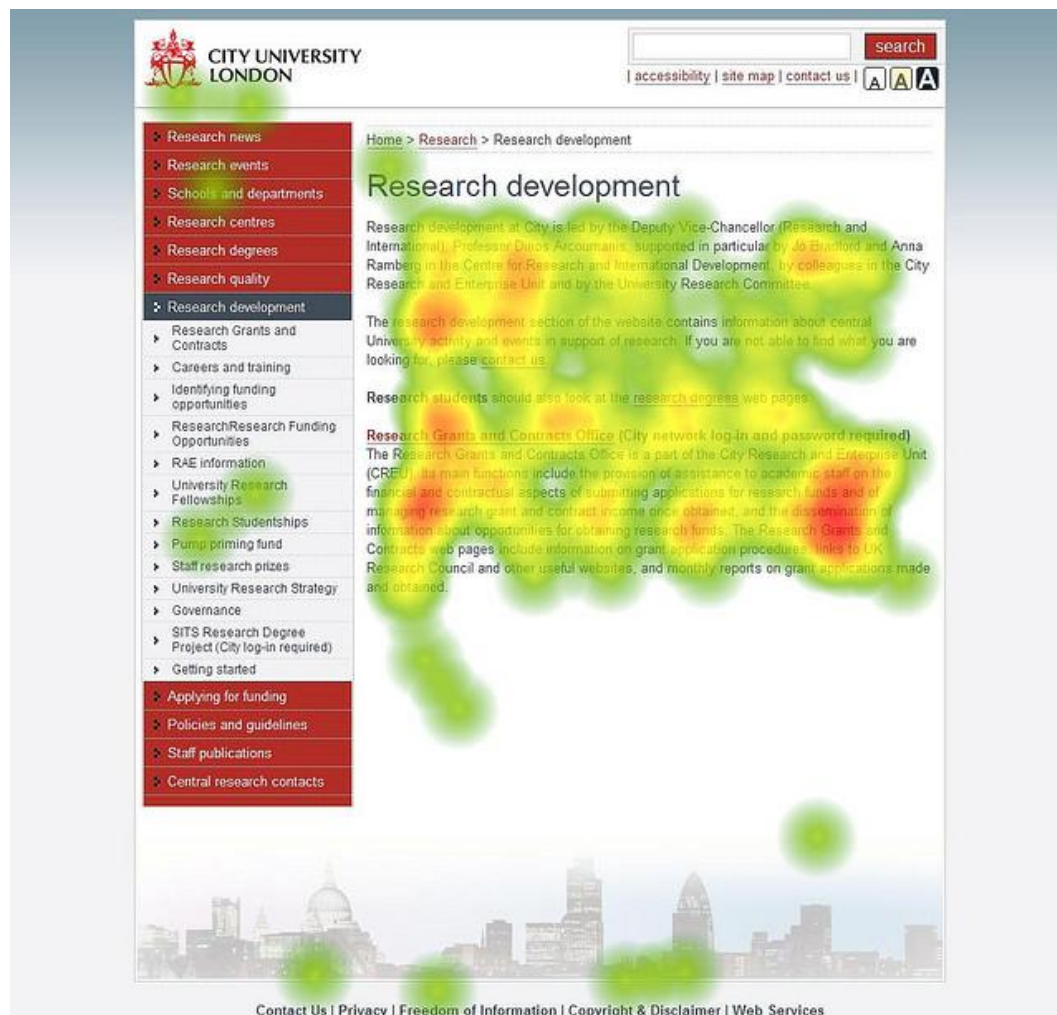 CITY UNIVERSITY
LONDON
search
| accessibility | site map | contact us | A A A
Research news
Research events
Schools and departments
Research centres
Research degrees
Research quality
Research development
Research Grants and
Contracts
Careers and training
Identifying funding
opportunities
Research/Research Funding
Opportunities
RAE information
University Research
Fellowships
Research Studentships
Pump priming fund
Staff research prizes
University Research Strategy
Governance
SITS Research Degree
Project (City log-in required)
Getting started
Applying for funding
Policies and guidelines
Staff publications
Central research contacts
Home > Research > Research development
Research development
Research development at City is led by the Deputy Vice-Chancellor (Research and
International), Professor Dinos Arcoumanis, supported in particular by Jo Bradford and Anna
Ramberg in the Centre for Research and International Development, by colleagues in the City
Research and Enterprise Unit and by the University Research Committee.
The research development section of the website contains information about central
University activity and events in support of research. If you are not able to find what you are
looking for, please contact us.
Research students should also look at the research degrees web pages.
Research Grants and Contracts Office (City network log-in and password required)
The Research Grants and Contracts Office is a part of the City Research and Enterprise Unit
(CREU). Its main functions include the provision of assistance to academic staff on the
financial and contractual aspects of submitting applications for research funds and of
managing research grant and contract income once obtained, and the dissemination of
information about opportunities for obtaining research funds. The Research Grants and
Contracts web pages include information on grant application procedures, links to UK
Research Council and other useful websites, and monthly reports on grant applications made
and obtained.
Contact Us | Privacy | Freedom of Information | Copyright & Disclaimer | Web Services